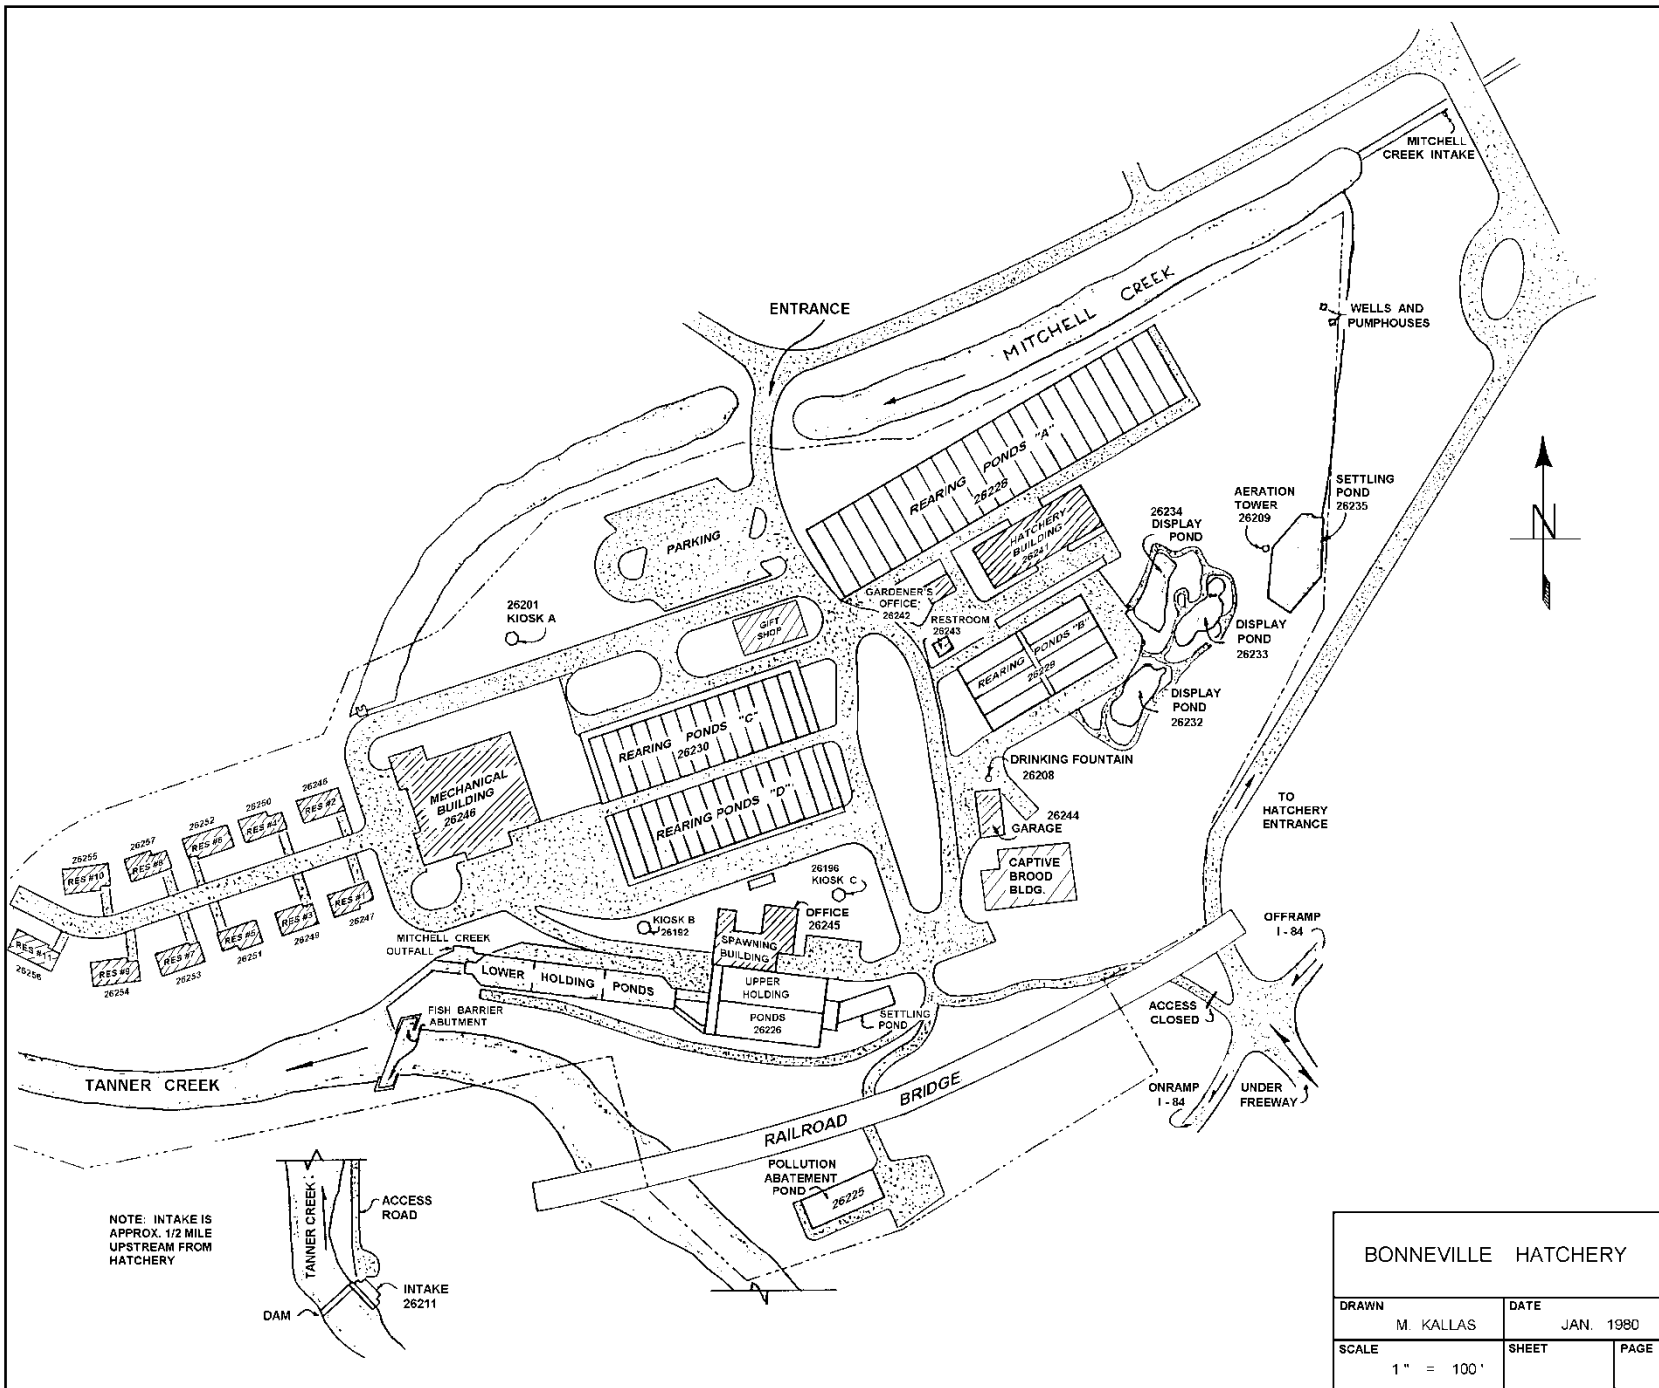 MITCHELL
CREEK INTAKE
ENTRANCE
MITCHELL CREEK
WELLS AND
PUMPHOUSES
REARING PONDS "A"
26228
PARKING
HATCHERY
BUILDING
26241
26234
DISPLAY
POND
AERATION
TOWER
26209
SETTLING
POND
26235
N
GARDENER'S
OFFICE
26242
26201
KIOSK A
GIFT
SHOP
RESTROOM
26243
REARING PONDS "B"
26229
DISPLAY
POND
26233
DISPLAY
POND
26232
REARING PONDS "C"
26230
MECHANICAL
BUILDING
26246
REARING PONDS "D"
DRINKING FOUNTAIN
26208
26244
GARAGE
TO
HATCHERY
ENTRANCE
CAPTIVE
BROOD
BLDG.
RES #2
26250
RES #4
26252
RES #6
26257
RES #8
26255
RES #10
RES #1
26247
RES #3
26249
RES #5
26251
RES #7
26253
RES #9
26254
RES #11
26256
26196
KIOSK C
KIOSK B
26192
OFFICE
26245
SPAWNING
BUILDING
MITCHELL CREEK
OUTFALL
LOWER HOLDING PONDS
UPPER
HOLDING
PONDS
26226
SETTLING
POND
FISH BARRIER
ABUTMENT
OFFRAMP
I - 84
ACCESS
CLOSED
TANNER CREEK
RAILROAD BRIDGE
ONRAMP
I - 84
UNDER
FREEWAY
POLLUTION
ABATEMENT
POND
26225
NOTE: INTAKE IS
APPROX. 1/2 MILE
UPSTREAM FROM
HATCHERY
TANNER CREEK
ACCESS
ROAD
INTAKE
26211
DAM
BONNEVILLE HATCHERY
DRAWN
M. KALLAS
DATE
JAN. 1980
SCALE
1" = 100'
SHEET
PAGE